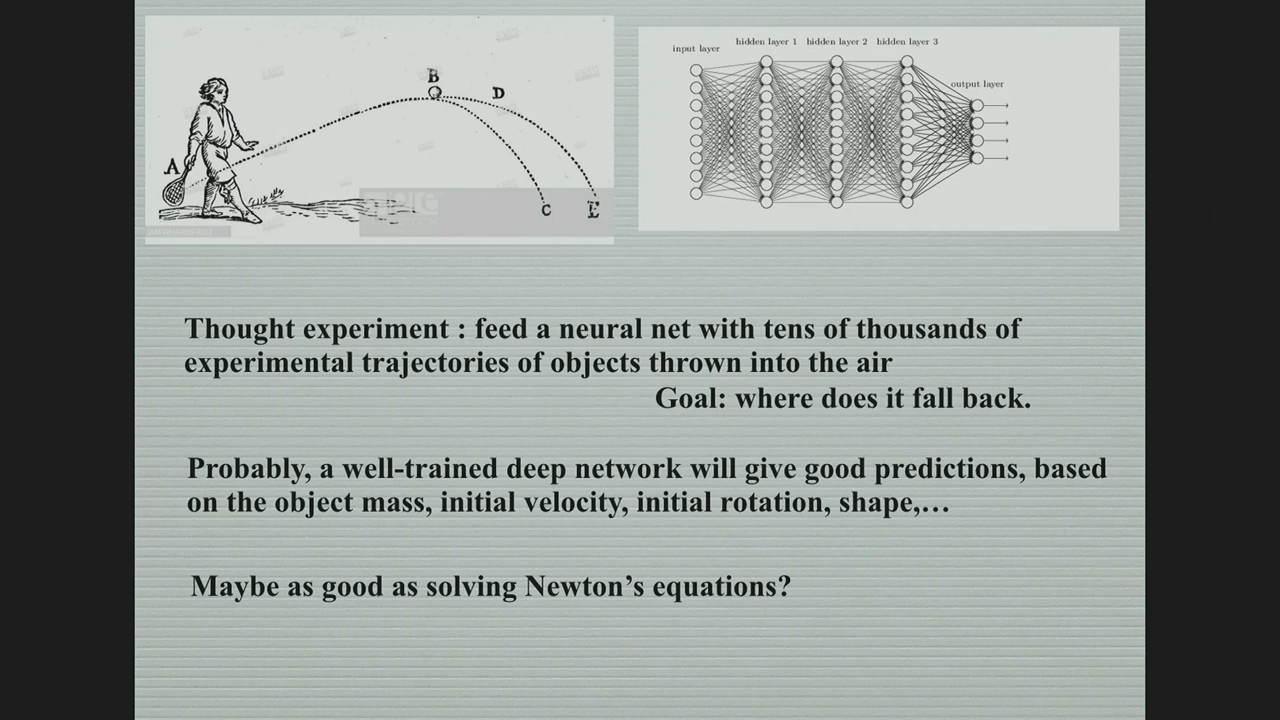 B
D
A
C
E
input layer
hidden layer 1 hidden layer 2 hidden layer 3
output layer
Thought experiment : feed a neural net with tens of thousands of
experimental trajectories of objects thrown into the air
Goal: where does it fall back.
Probably, a well-trained deep network will give good predictions, based
on the object mass, initial velocity, initial rotation, shape,…
Maybe as good as solving Newton’s equations?